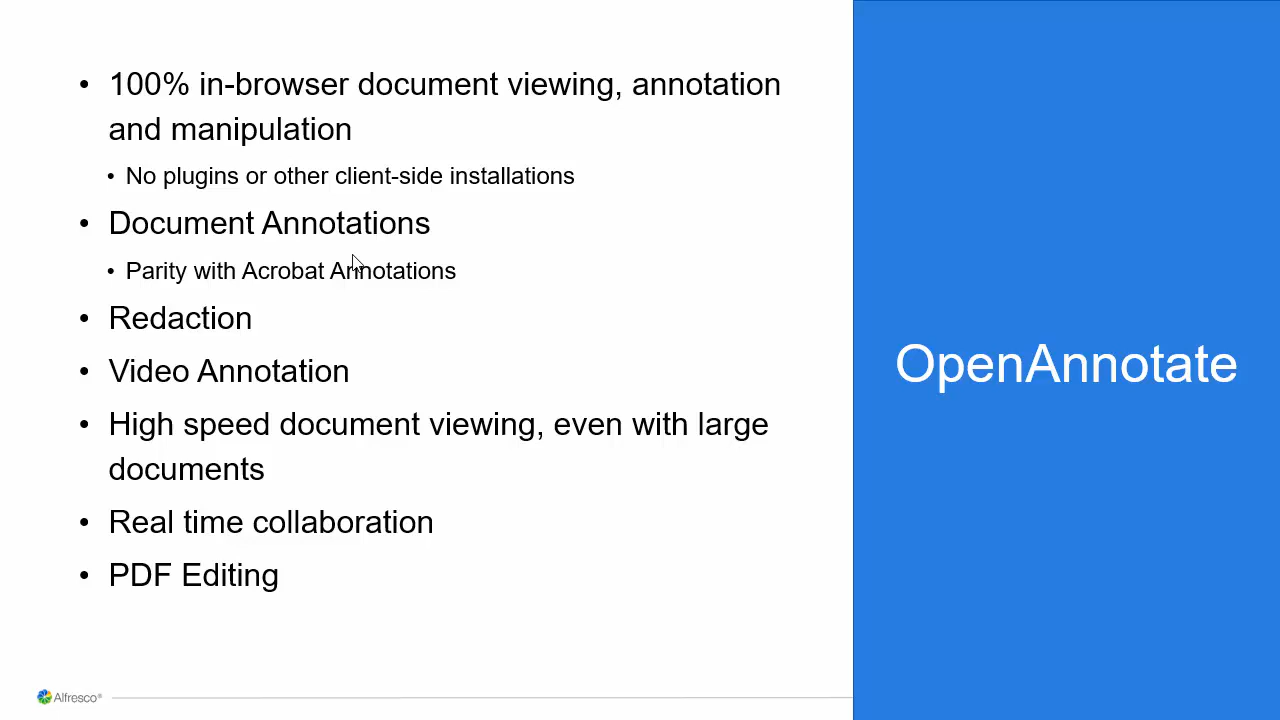 • 100% in-browser document viewing, annotation
and manipulation
• No plugins or other client-side installations
• Document Annotations
• Parity with Acrobat Annotations
• Redaction
• Video Annotation
• High speed document viewing, even with large
documents
• Real time collaboration
• PDF Editing
OpenAnnotate
Alfresco®